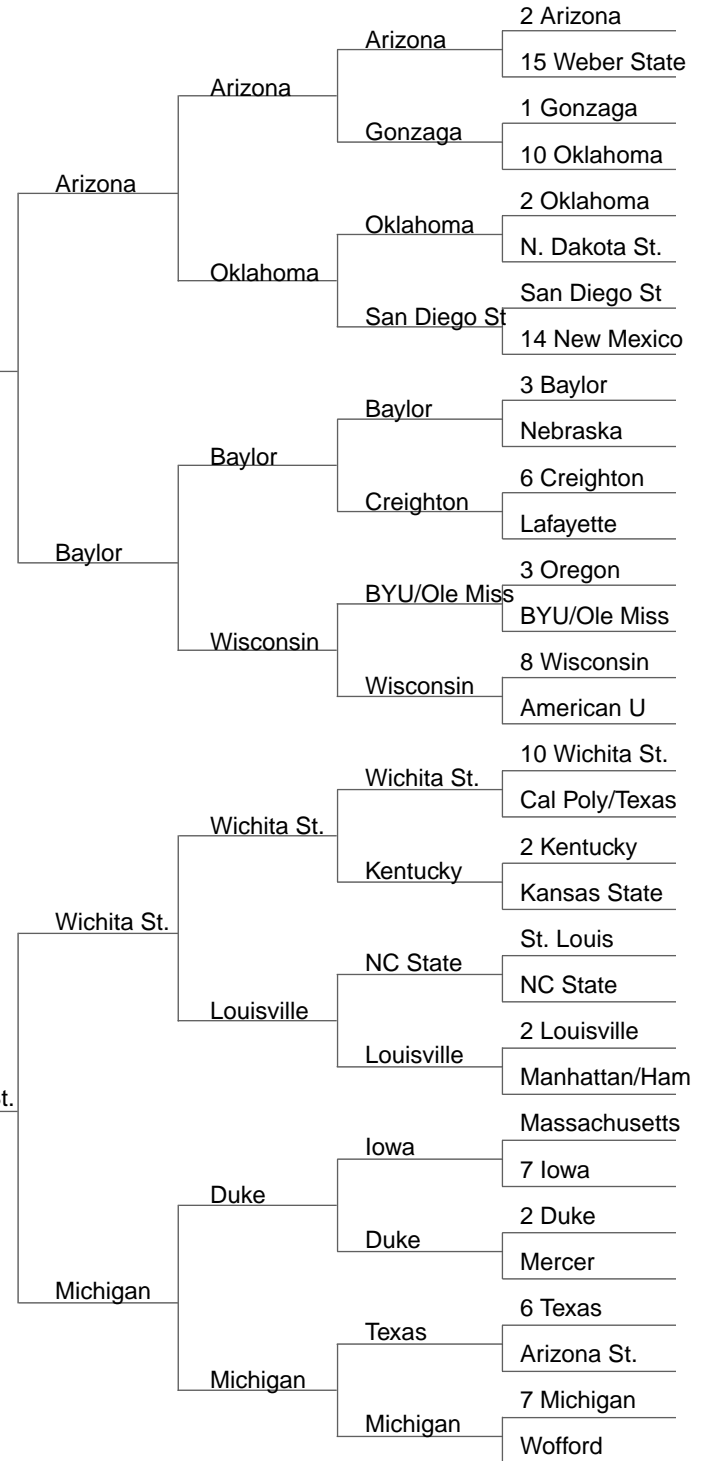 2 Arizona
Arizona
15 Weber State
Arizona
1 Gonzaga
Gonzaga
10 Oklahoma
Arizona
2 Oklahoma
Oklahoma
N. Dakota St.
Oklahoma
San Diego St
San Diego St
14 New Mexico
3 Baylor
Baylor
Nebraska
Baylor
6 Creighton
Creighton
Lafayette
Baylor
3 Oregon
BYU/Ole Miss
BYU/Ole Miss
Wisconsin
8 Wisconsin
Wisconsin
American U
10 Wichita St.
Wichita St.
Cal Poly/Texas
Wichita St.
2 Kentucky
Kentucky
Kansas State
Wichita St.
St. Louis
NC State
NC State
Louisville
2 Louisville
Louisville
Manhattan/Ham
t.
Massachusetts
Iowa
7 Iowa
Duke
2 Duke
Duke
Mercer
Michigan
6 Texas
Texas
Arizona St.
Michigan
7 Michigan
Michigan
Wofford